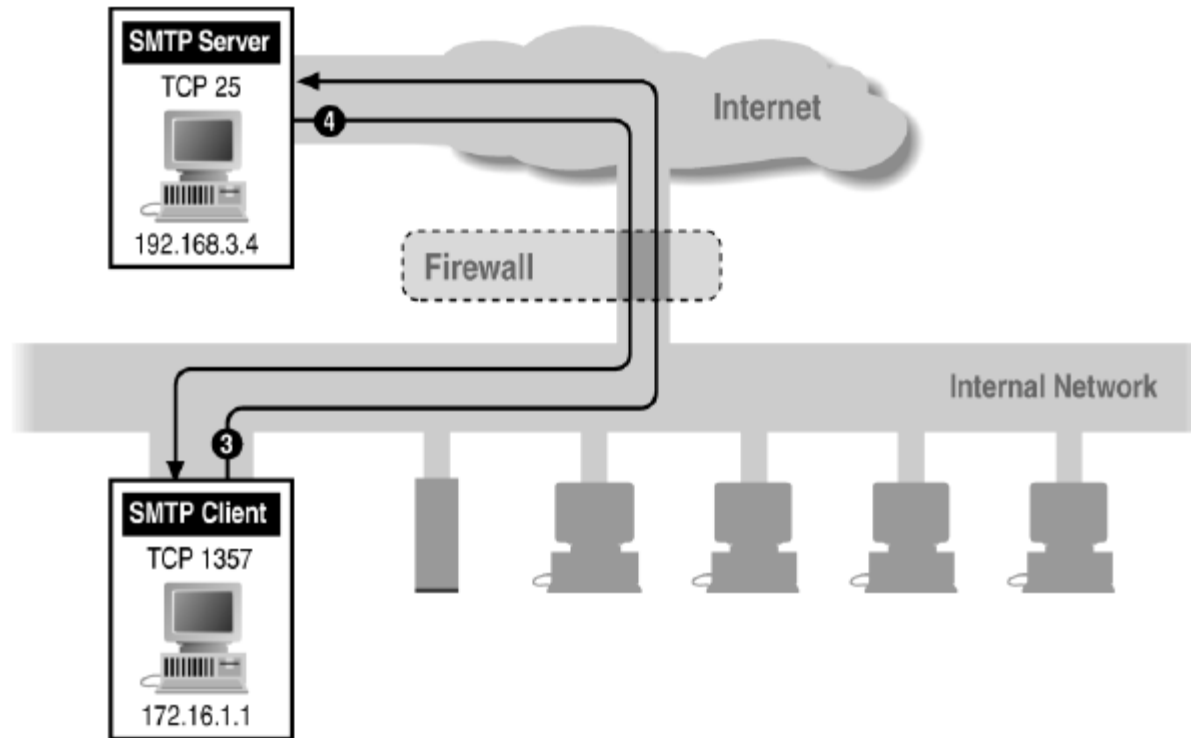 SMTP Server
TCP 25
192.168.3.4
4
Internet
Firewall
Internal Network
3
SMTP Client
TCP 1357
172.16.1.1